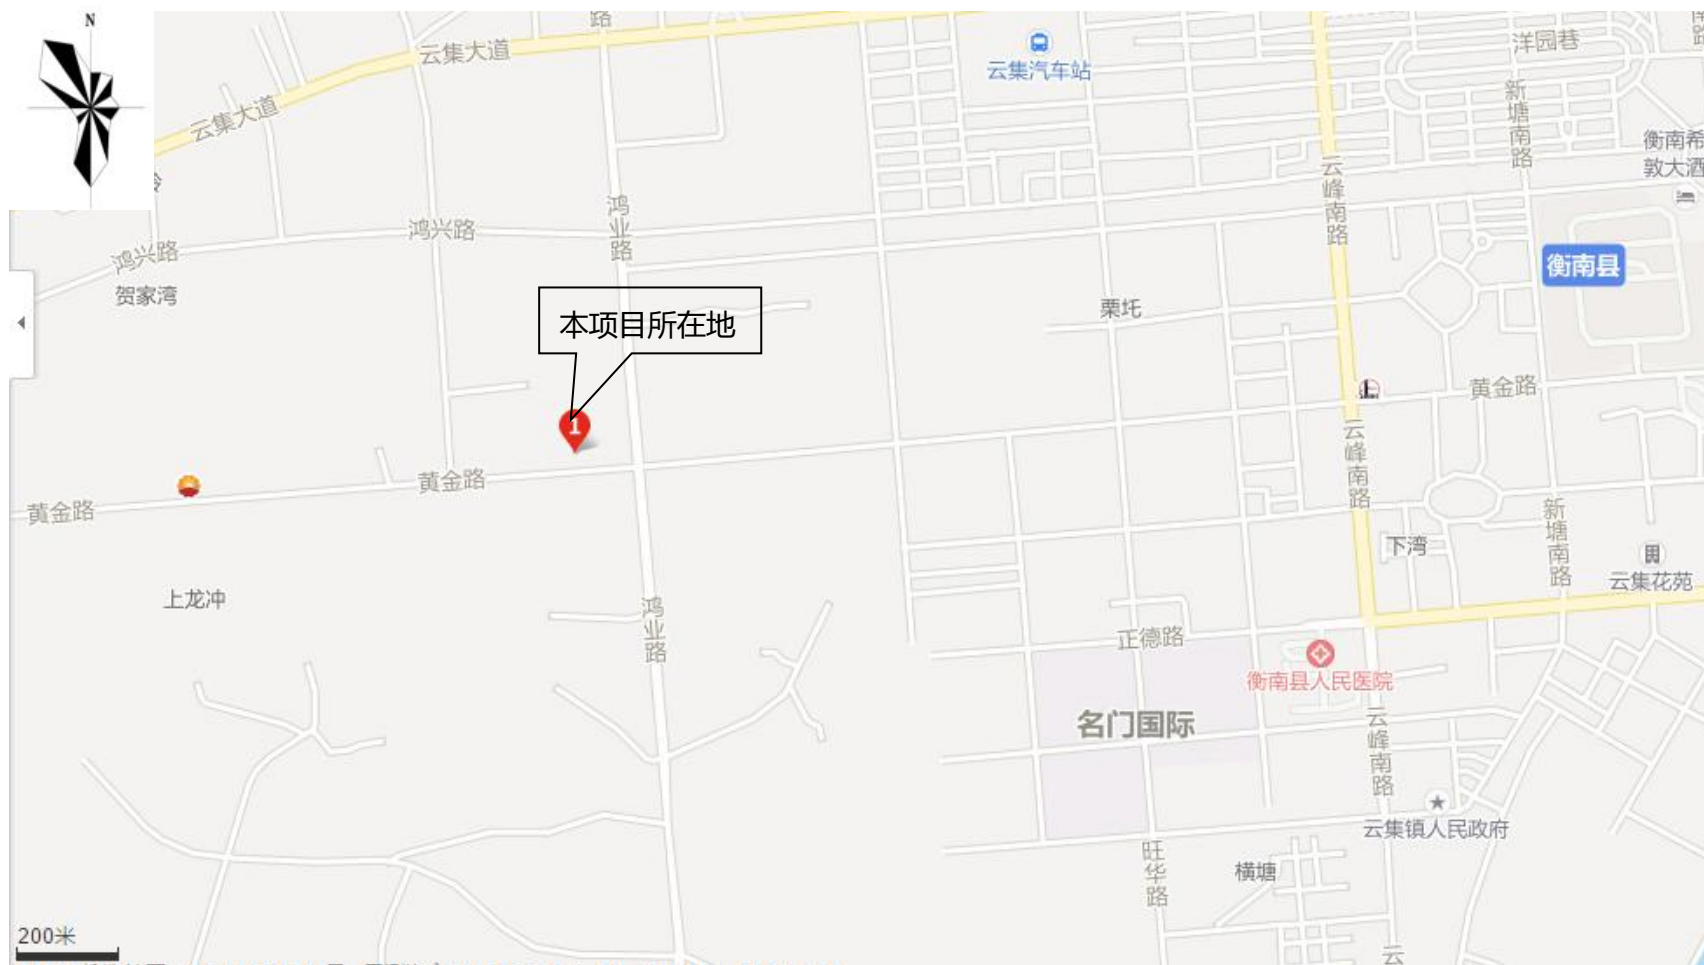 N
路
云集大道
云集汽车站
洋园巷
南路
云集大道
新塘南路
衡南希
敦大酒
云峰南路
鸿业路
鸿兴路
鸿兴路
衡南县
贺家湾
栗圫
本项目所在地
黄金路
1
云峰南路
黄金路
黄金路
新塘南路
下湾
云集花苑
上龙冲
鸿业路
正德路
衡南县人民医院
名门国际
云峰南路
云集镇人民政府
旺华路
横塘
200米
云